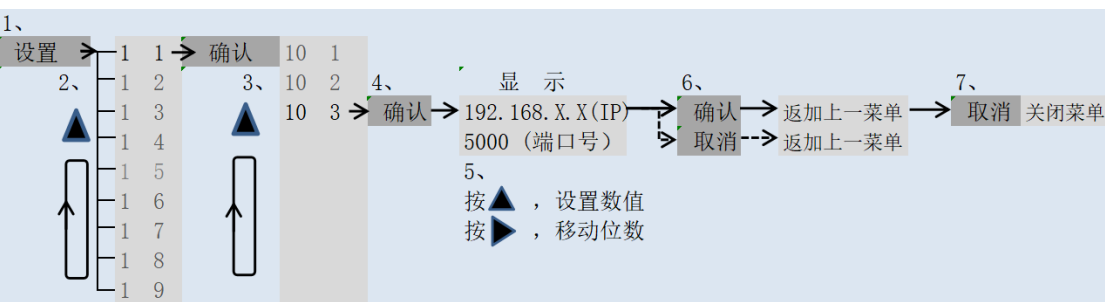 1、
设置 1 1 确认 10 1
2、 1 2 3、 10 2 4、 显 示 6、 7、
1 3 10 3 确认 192.168.X.X(IP) 确认 返加上一菜单 取消 关闭菜单
1 4 5000 (端口号) 取消 返加上一菜单
1 5 5、
1 6 按 ，设置数值
1 7 按 ，移动位数
1 8
1 9